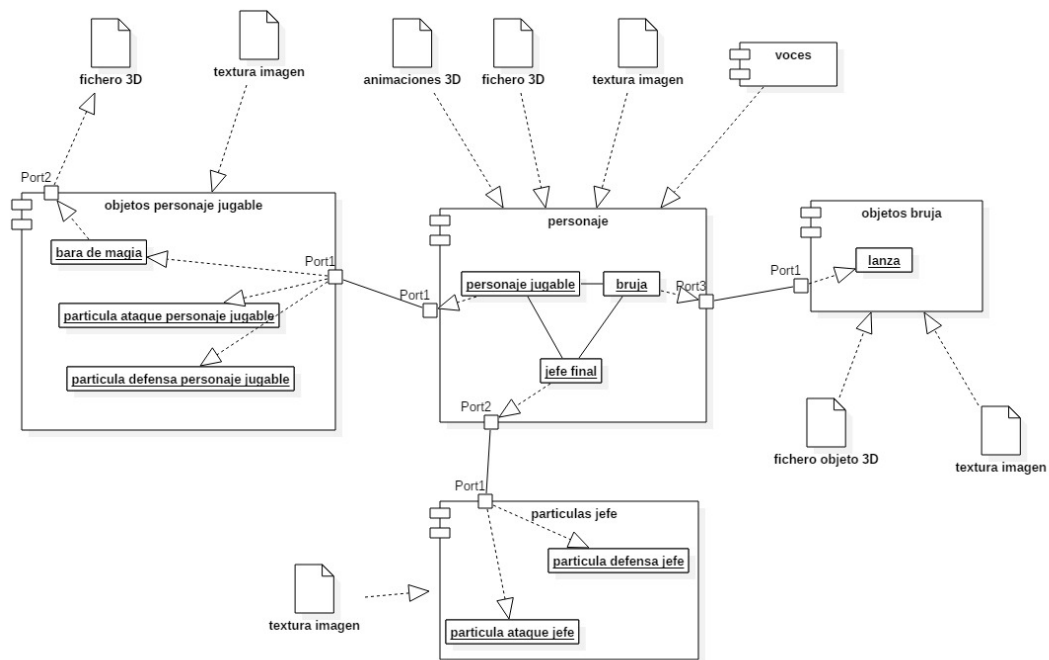 fichero 3D
textura imagen
animaciones 3D
fichero 3D
textura imagen
voces
Port2
objetos personaje jugable
bara de magia
Port1
particula ataque personaje jugable
particula defensa personaje jugable
personaje
Port1
personaje jugable
bruja
Port3
jefe final
Port2
objetos bruja
Port1
lanza
fichero objeto 3D
textura imagen
Port1
particulas jefe
particula defensa jefe
textura imagen
particula ataque jefe